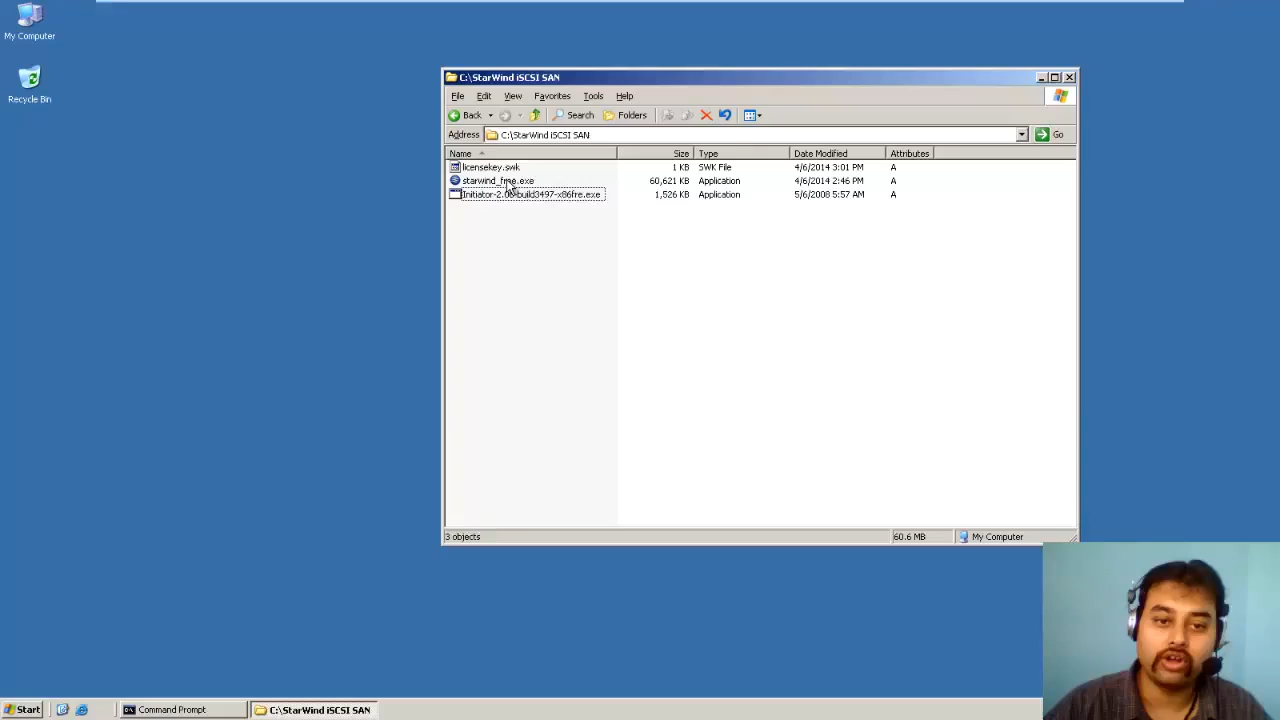 My Computer
Recycle Bin
C:\StarWind iSCSI SAN
File Edit View Favorites Tools Help
Back Search Folders
Address C:\StarWind iSCSI SAN Go
Name Size Type Date Modified Attributes
licensekey.swk 1 KB SWK File 4/6/2014 3:01 PM A
starwind_free.exe 60,621 KB Application 4/6/2014 2:46 PM A
Initiator-2.08-build3497-x86fre.exe 1,526 KB Application 5/6/2008 5:57 AM A
3 objects 60.6 MB My Computer
Start Command Prompt C:\StarWind iSCSI SAN